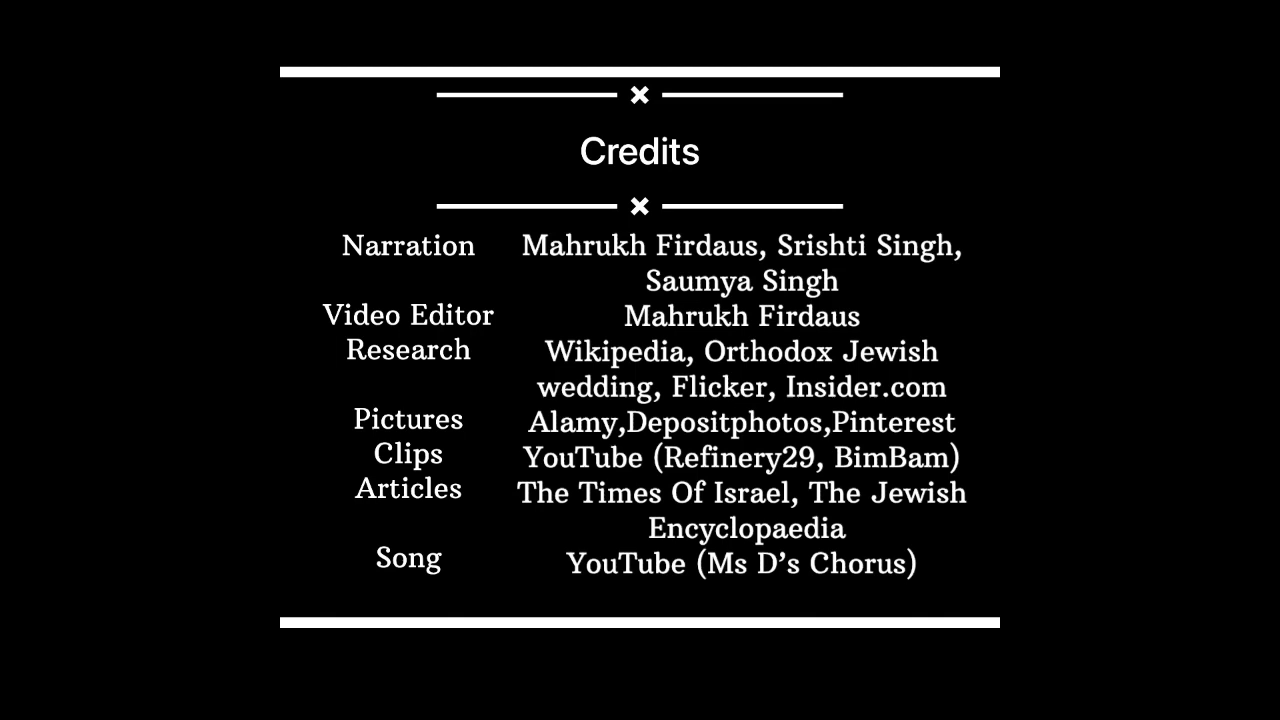 Credits
Narration Mahrukh Firdaus, Srishti Singh,
Saumya Singh
Video Editor Mahrukh Firdaus
Research Wikipedia, Orthodox Jewish
wedding, Flicker, Insider.com
Pictures Alamy,Depositphotos,Pinterest
Clips YouTube (Refinery29, BimBam)
Articles The Times Of Israel, The Jewish
Encyclopaedia
Song YouTube (Ms D’s Chorus)